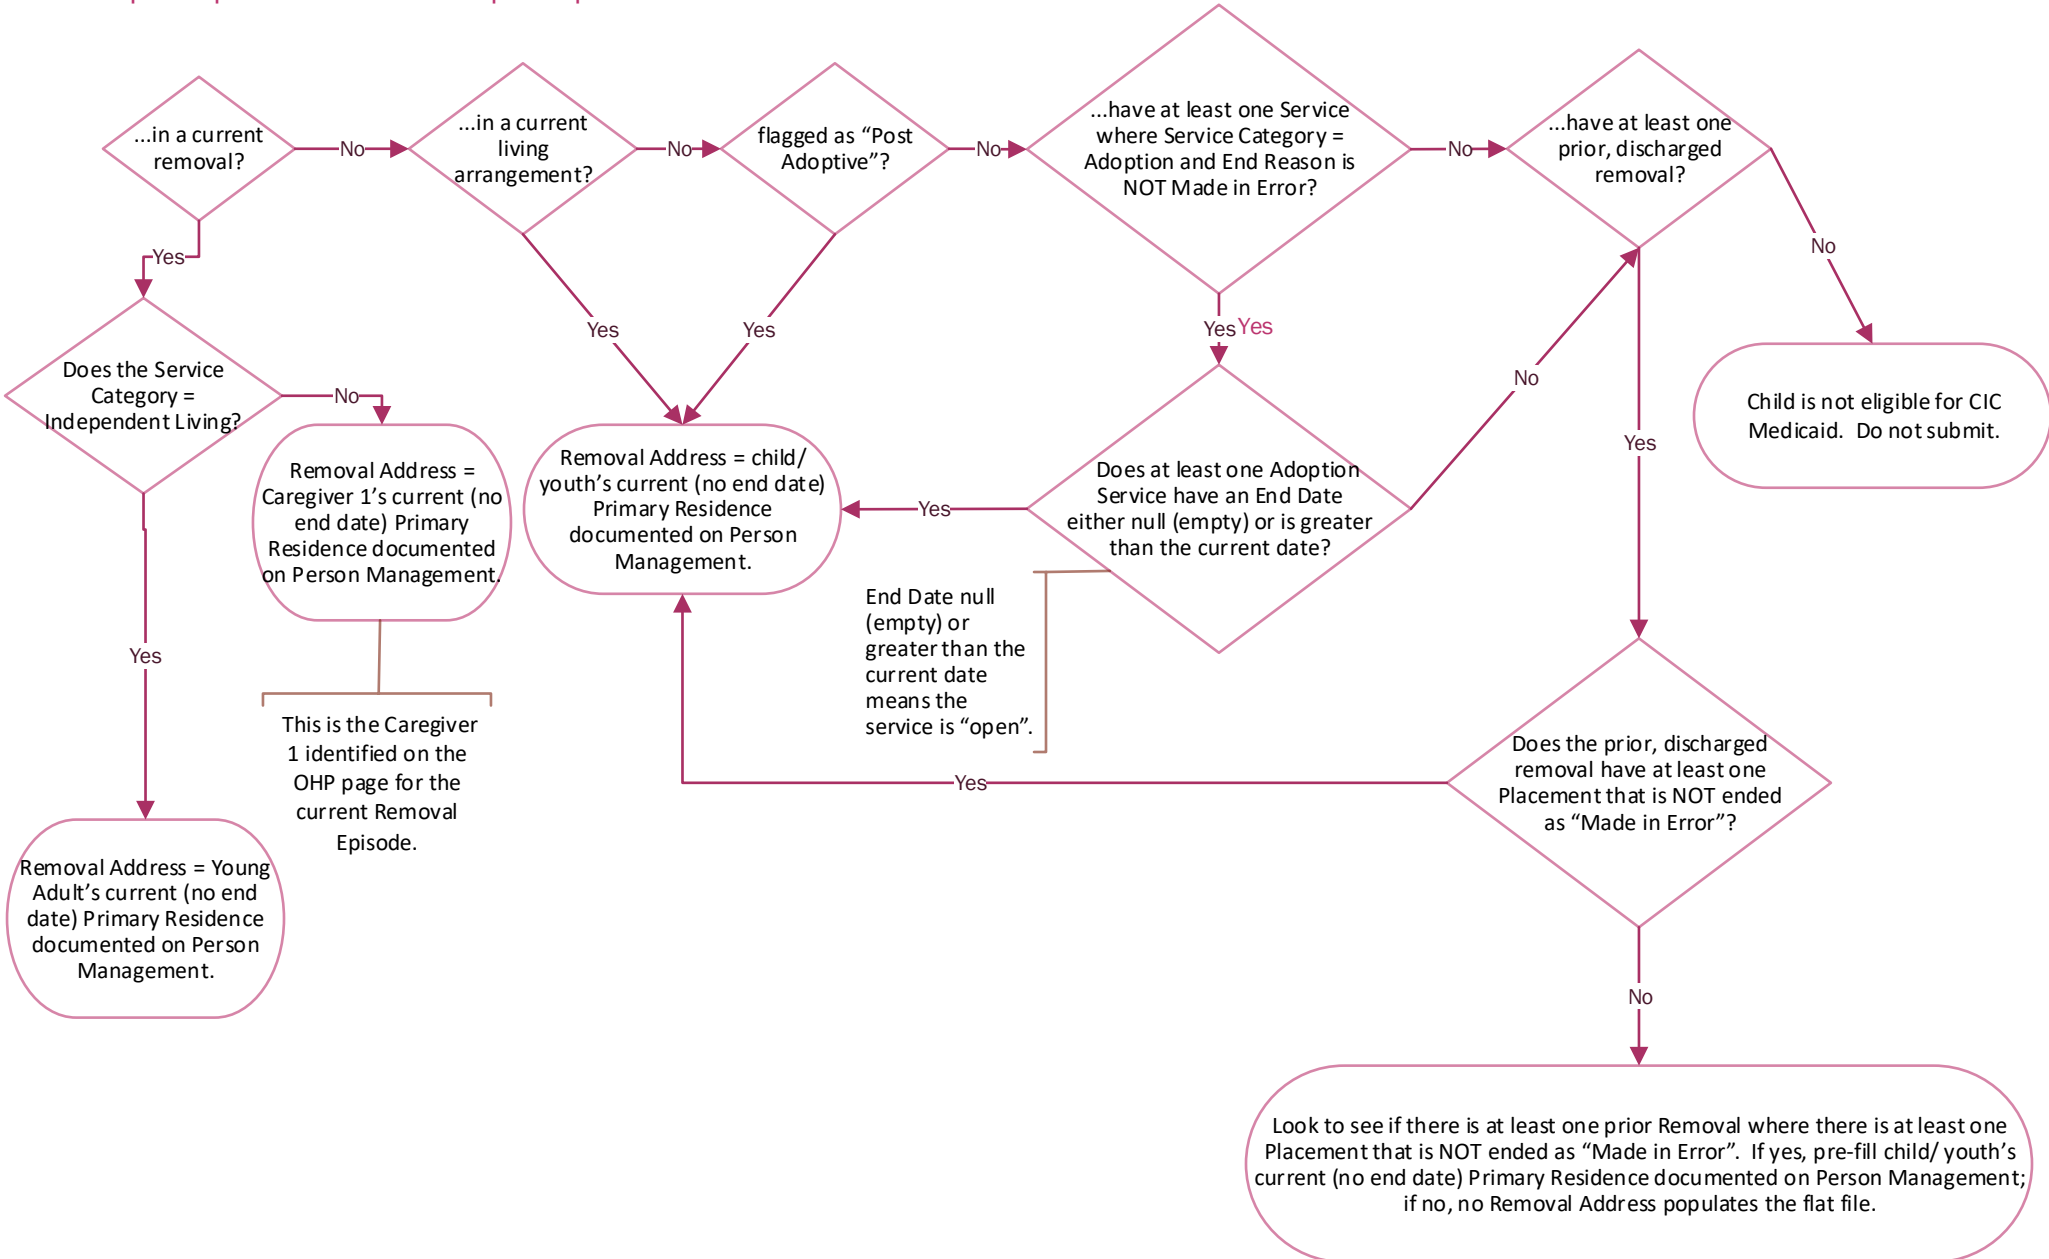 ...in a current
removal?
No
...in a current
living
arrangement?
No
flagged as “Post
Adoptive”?
No
...have at least one Service
where Service Category =
Adoption and End Reason is
NOT Made in Error?
No
...have at least one
prior, discharged
removal?
No
Yes
Yes
Yes
Yes
Yes
Does the Service
Category =
Independent Living?
No
Removal Address =
Caregiver 1’s current (no
end date) Primary
Residence documented
on Person Management.
Removal Address = child/
youth’s current (no end date)
Primary Residence
documented on Person
Management.
Yes
Does at least one Adoption
Service have an End Date
either null (empty) or is greater
than the current date?
No
Yes
Child is not eligible for CIC
Medicaid.  Do not submit.
End Date null
(empty) or
greater than the
current date
means the
service is “open”.
Yes
This is the Caregiver
1 identified on the
OHP page for the
current Removal
Episode.
Yes
Does the prior, discharged
removal have at least one
Placement that is NOT ended
as “Made in Error”?
Removal Address = Young
Adult’s current (no end
date) Primary Residence
documented on Person
Management.
No
Look to see if there is at least one prior Removal where there is at least one
Placement that is NOT ended as “Made in Error”.  If yes, pre-fill child/ youth’s
current (no end date) Primary Residence documented on Person Management;
if no, no Removal Address populates the flat file.